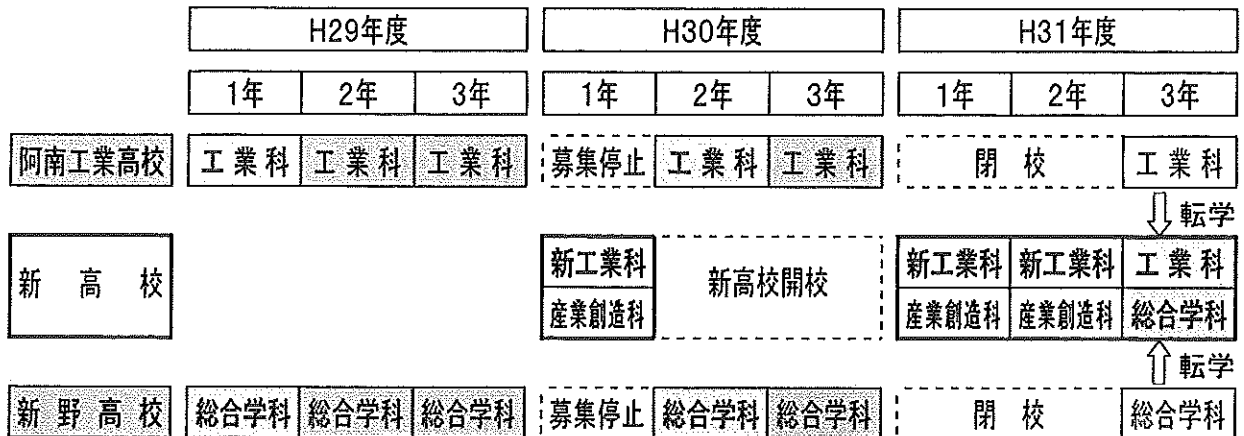 H29年度 H30年度 H31年度
1年 2年 3年 1年 2年 3年 1年 2年 3年
阿南工業高校 工業科 工業科 工業科 募集停止 工業科 工業科 閉校 工業科
転学
新高校 新工業科 産業創造科 新高校開校 新工業科 新工業科 工業科
産業創造科 産業創造科 総合学科
転学
新野高校 総合学科 総合学科 総合学科 募集停止 総合学科 総合学科 閉校 総合学科